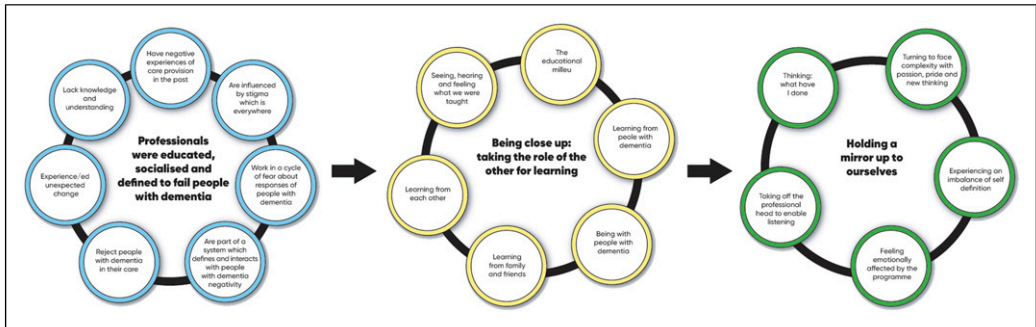 Have negative
experiences of
care provision
in the past
Are influenced
by stigma
which is
everywhere
Work in a cycle
of fear about
responses of
people with
dementia
Are part of a
system which
defines and interacts
with people
with dementia
negativity
Reject people
with dementia
in their care
Experience/ed
unexpected
change
Lack knowledge
and
understanding
Professionals
were educated,
socialised and
defined to fail people
with dementia
The
educational
milleu
Learning from
peole with
dementia
Being with
people with
dementia
Learning
from family
and friends
Learning from
each other
Seeing, hearing
and feeling
what we were
taught
Being close up:
taking the role of the
other for learning
Turning to face
complexity with
passion, pride and
new thinking
Experiencing an
imbalance of self
definition
Feeling
emotionally
affected by the
programme
Taking off the
professional
head to enable
listening
Thinking:
what have
I done
Holding a
mirror up to
ourselves